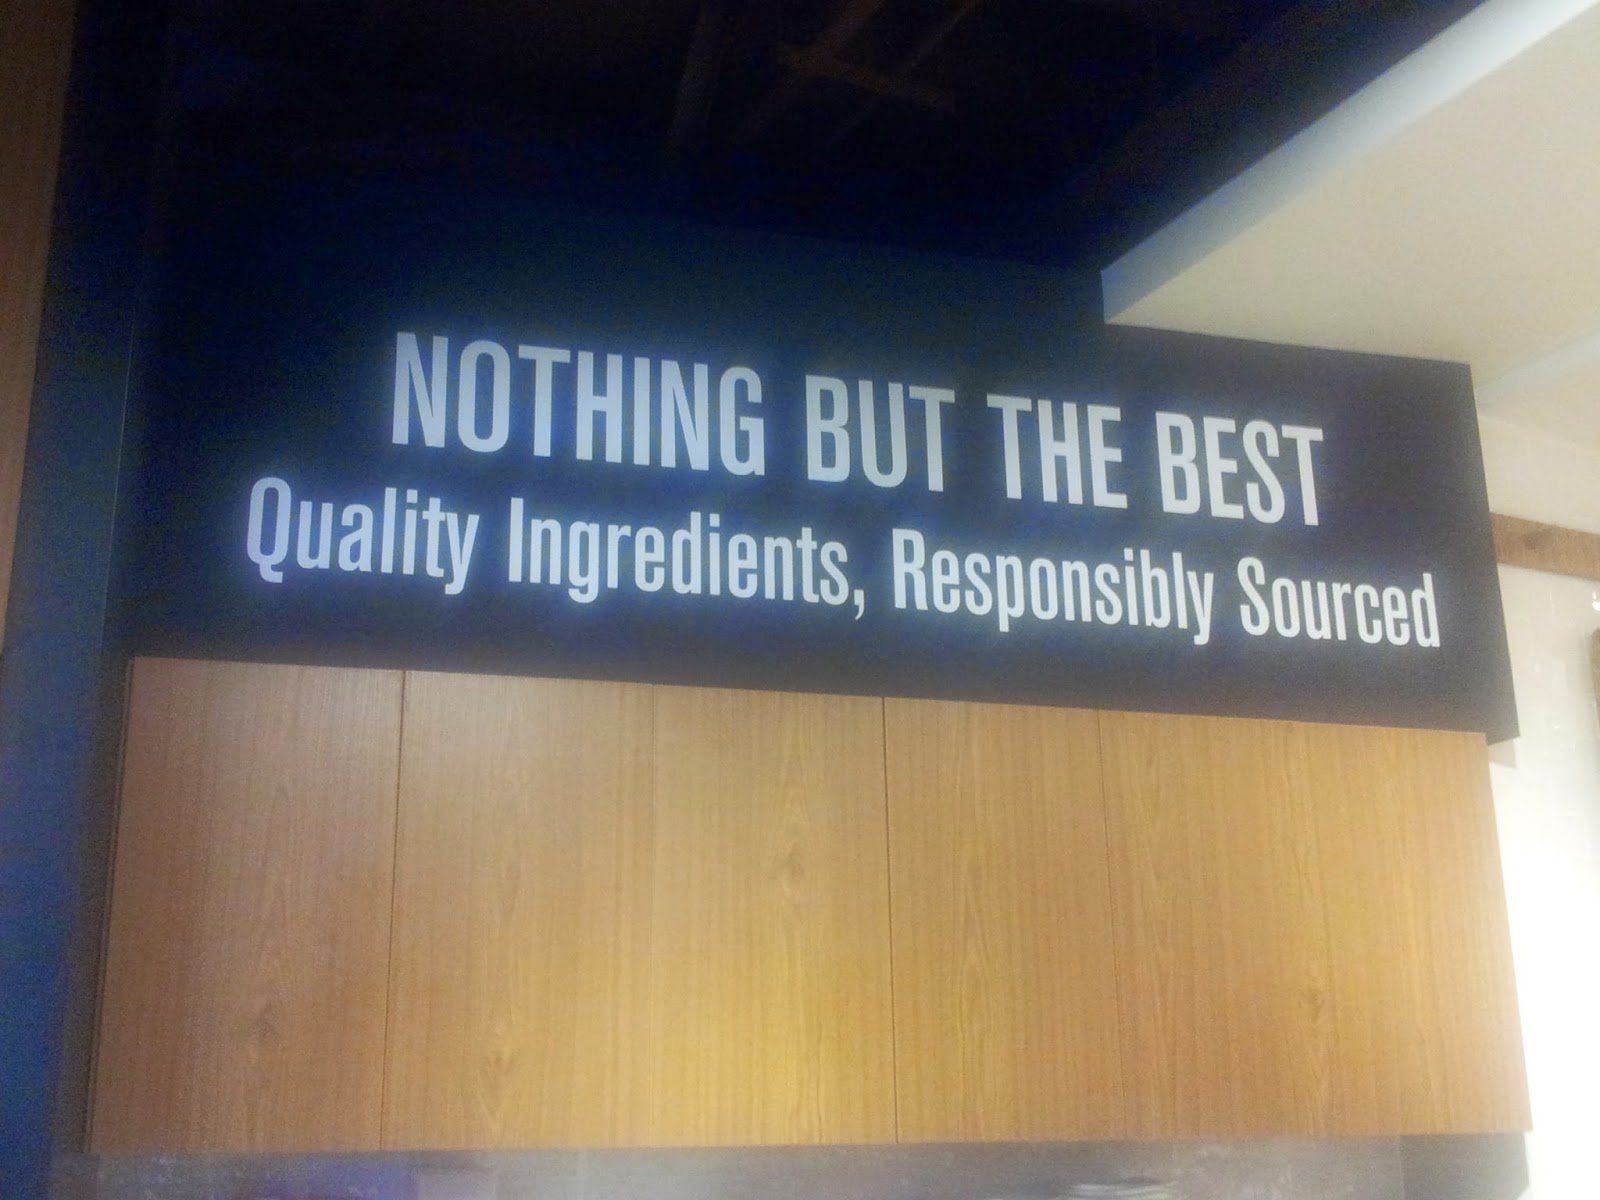 NOTHING BUT THE BEST
Quality Ingredients, Responsibly Sourced